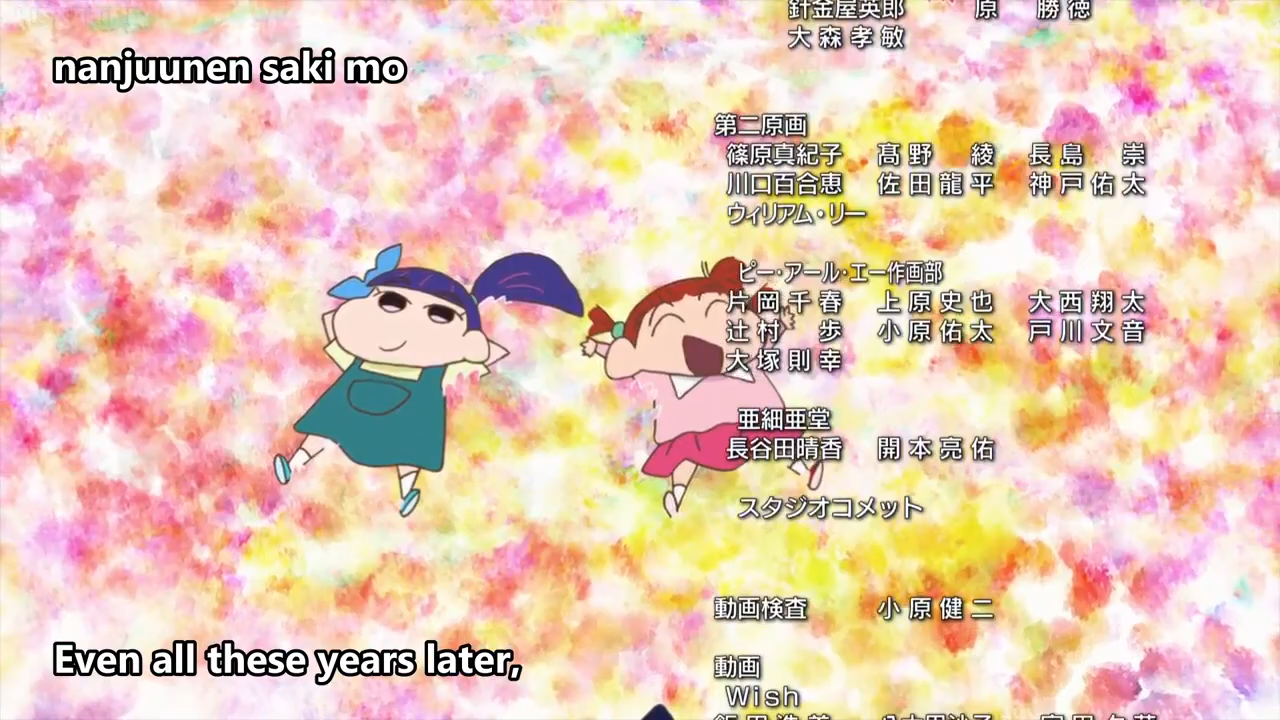 針金屋英郎 原 勝徳
大森孝敏
nanjuunen saki mo
第二原画
篠原真紀子 髙野 綾 長島 崇
川口百合恵 佐田龍平 神戸佑太
ウィリアム・リー
ピー・アール・エー作画部
片岡千春 上原史也 大西翔太
辻村 歩 小原佑太 戸川文音
大塚則幸
亜細亜堂
長谷田晴香 開本亮佑
スタジオコメット
動画検査 小原健二
Even all these years later,
動画
Wish